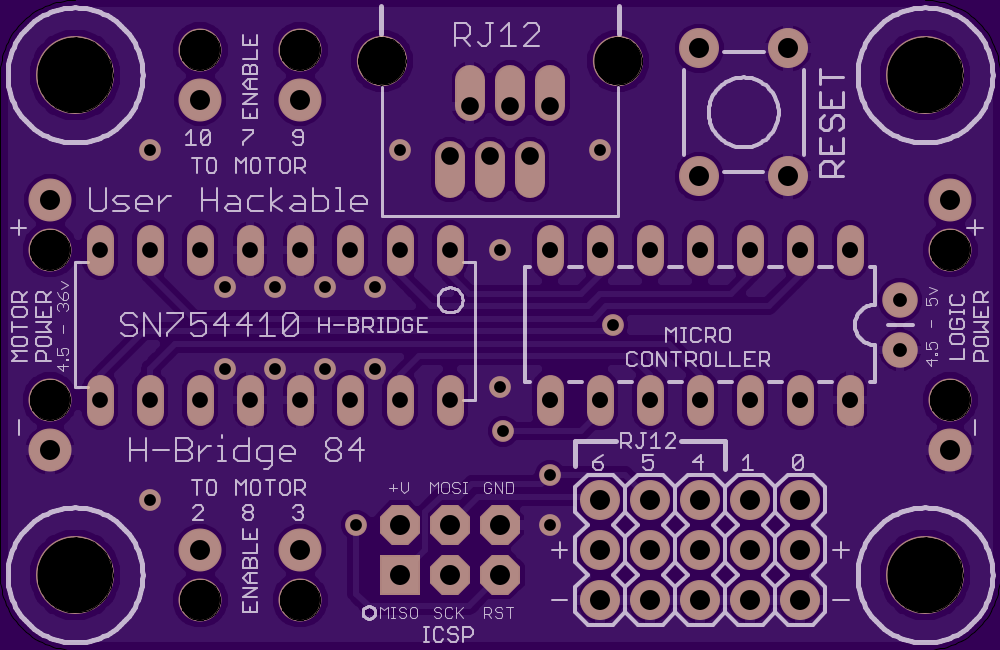 RJ12
ENABLE
10 7 9
TO MOTOR
RESET
User Hackable
+
+
MOTOR
POWER
4.5 - 36v
SN754410 H-BRIDGE
MICRO
CONTROLLER
4.5 - 5v
LOGIC
POWER
-
-
H-Bridge 84
RJ12
6 5 4 1 0
TO MOTOR
2 8 3
ENABLE
+V MOSI GND
+ +
- -
MISO SCK RST
ICSP